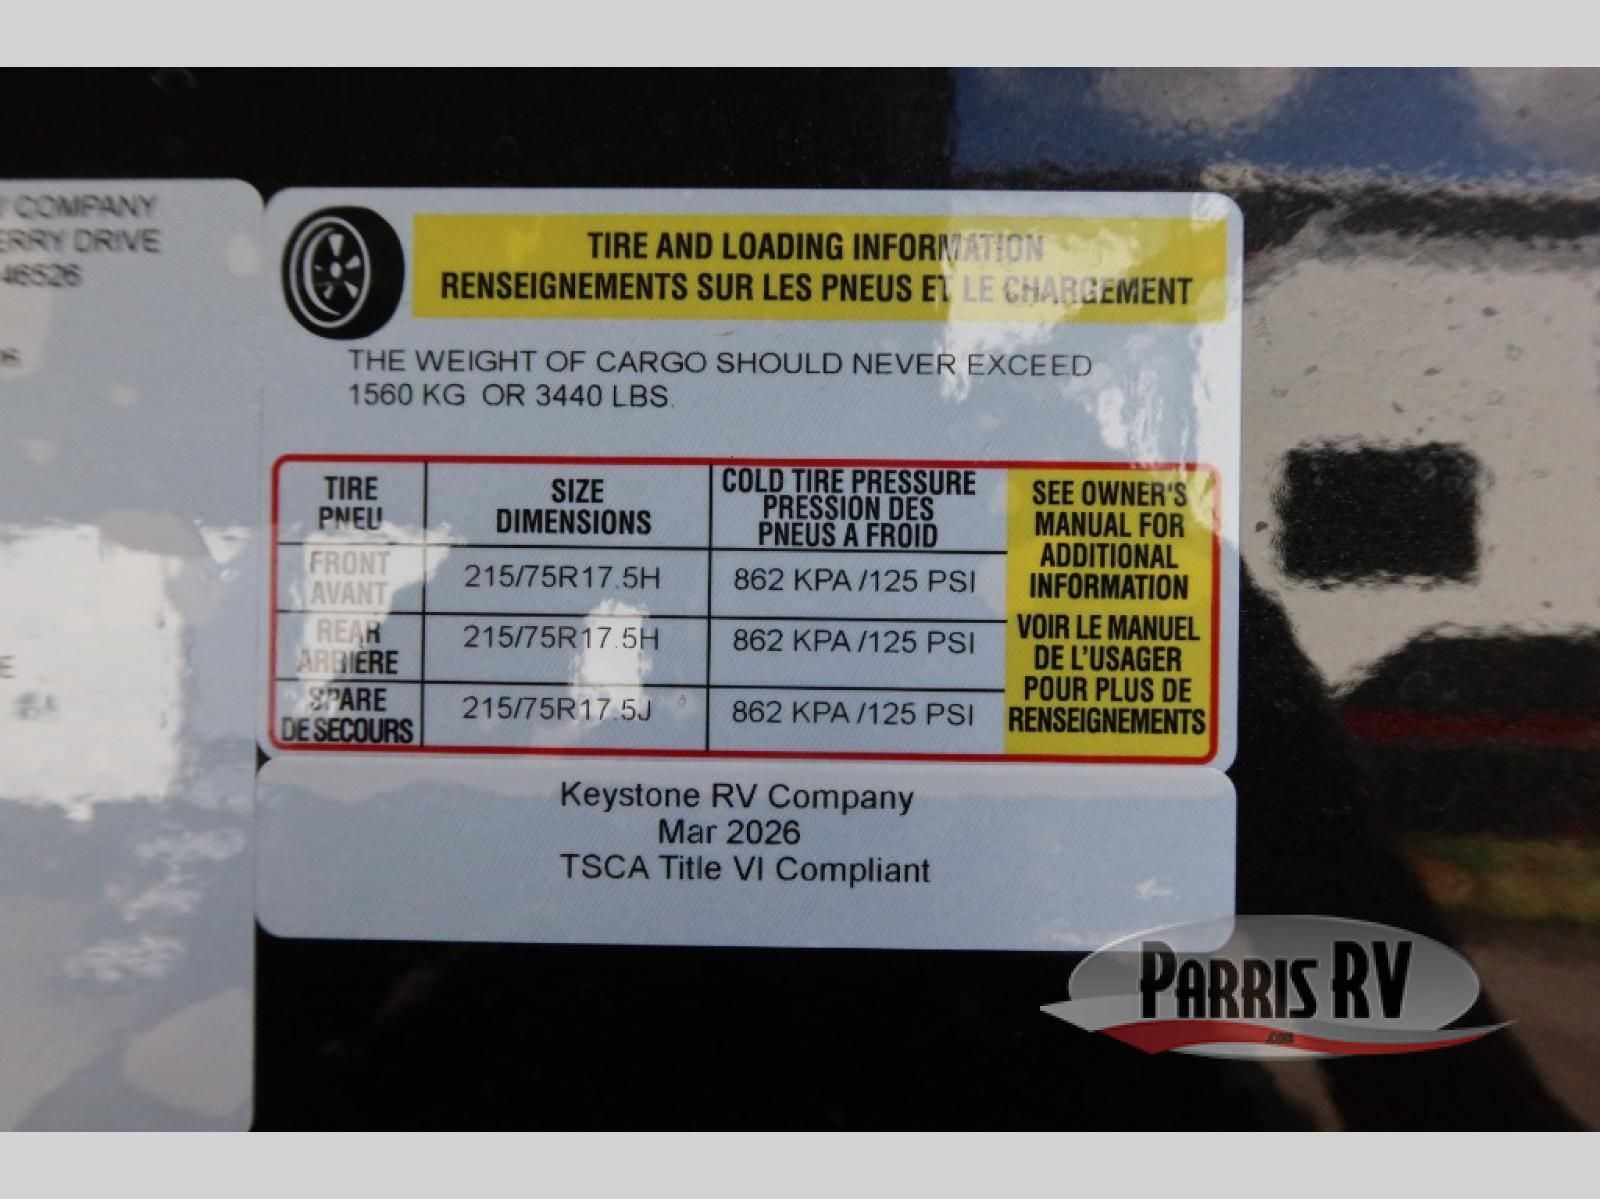 COMPANY
ERRY DRIVE
46526
TIRE AND LOADING INFORMATION
RENSEIGNEMENTS SUR LES PNEUS ET LE CHARGEMENT
THE WEIGHT OF CARGO SHOULD NEVER EXCEED
1560 KG OR 3440 LBS.
TIRE
PNEU
SIZE
DIMENSIONS
COLD TIRE PRESSURE
PRESSION DES
PNEUS A FROID
FRONT
AVANT
215/75R17.5H
862 KPA /125 PSI
REAR
ARRIÈRE
215/75R17.5H
862 KPA /125 PSI
SPARE
DE SECOURS
215/75R17.5J
862 KPA /125 PSI
SEE OWNER'S
MANUAL FOR
ADDITIONAL
INFORMATION
VOIR LE MANUEL
DE L'USAGER
POUR PLUS DE
RENSEIGNEMENTS
Keystone RV Company
Mar 2026
TSCA Title VI Compliant
PARRIS RV
.COM